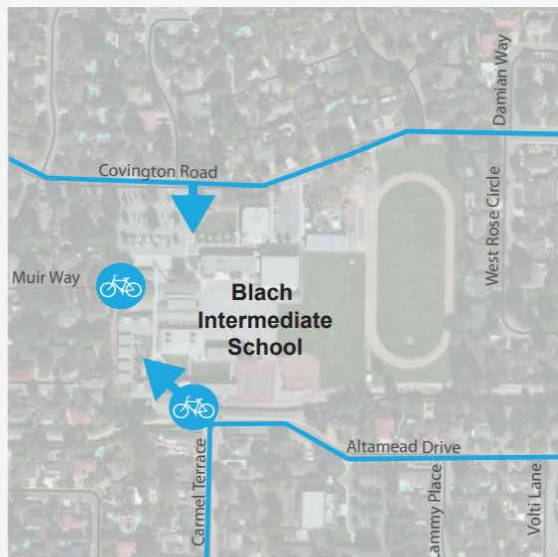 Damian Way
Covington Road
West Rose Circle
Muir Way
Blach
Intermediate
School
Altamead Drive
Carmel Terrace
Lammy Place
Volti Lane